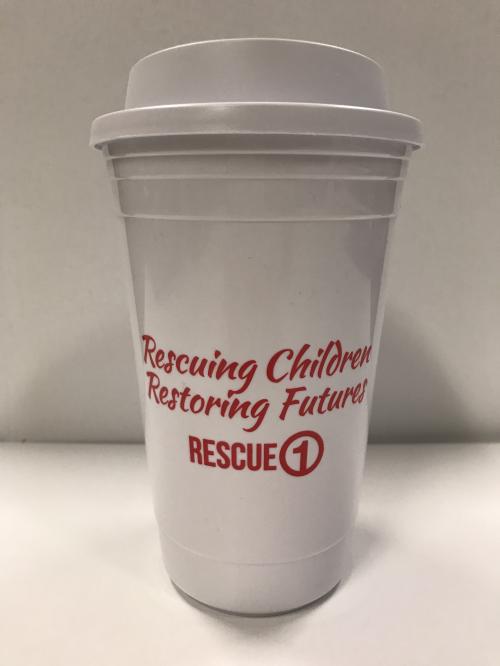 Rescuing Children
Restoring Futures
RESCUE 1